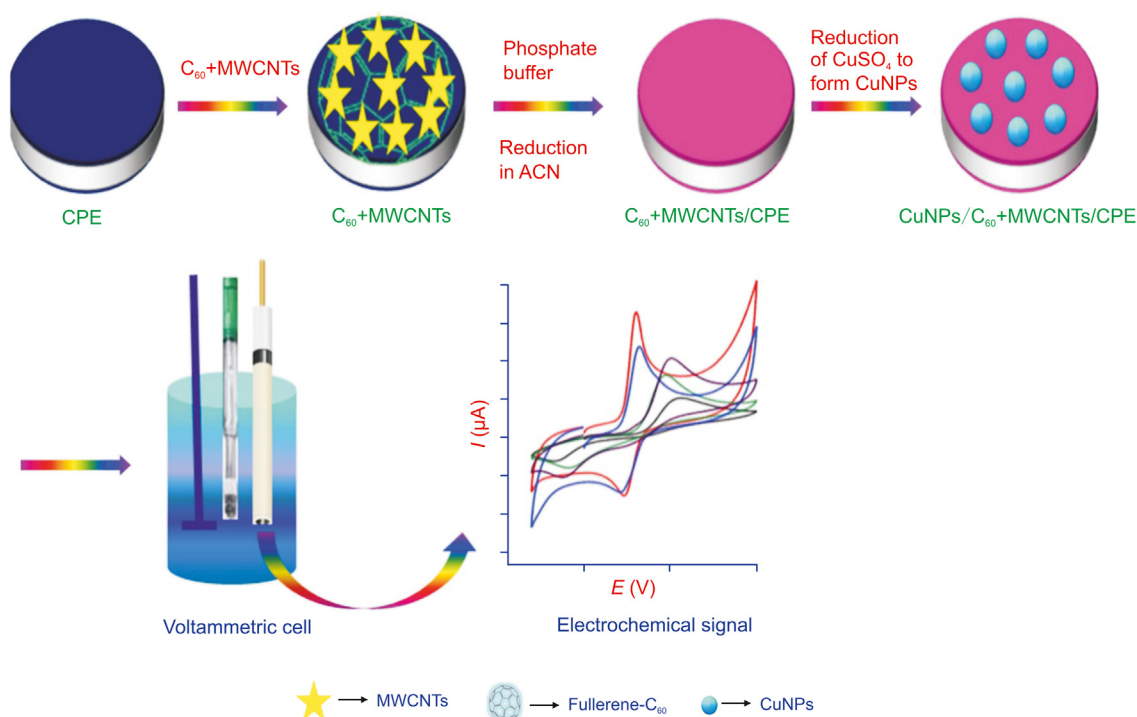 C₆₀+MWCNTs
Phosphate
buffer
Reduction
in ACN
Reduction
of CuSO₄ to
form CuNPs
CPE
C₆₀+MWCNTs
C₆₀+MWCNTs/CPE
CuNPs/C₆₀+MWCNTs/CPE
I (µA)
E (V)
Voltammetric cell
Electrochemical signal
MWCNTs
Fullerene-C₆₀
CuNPs